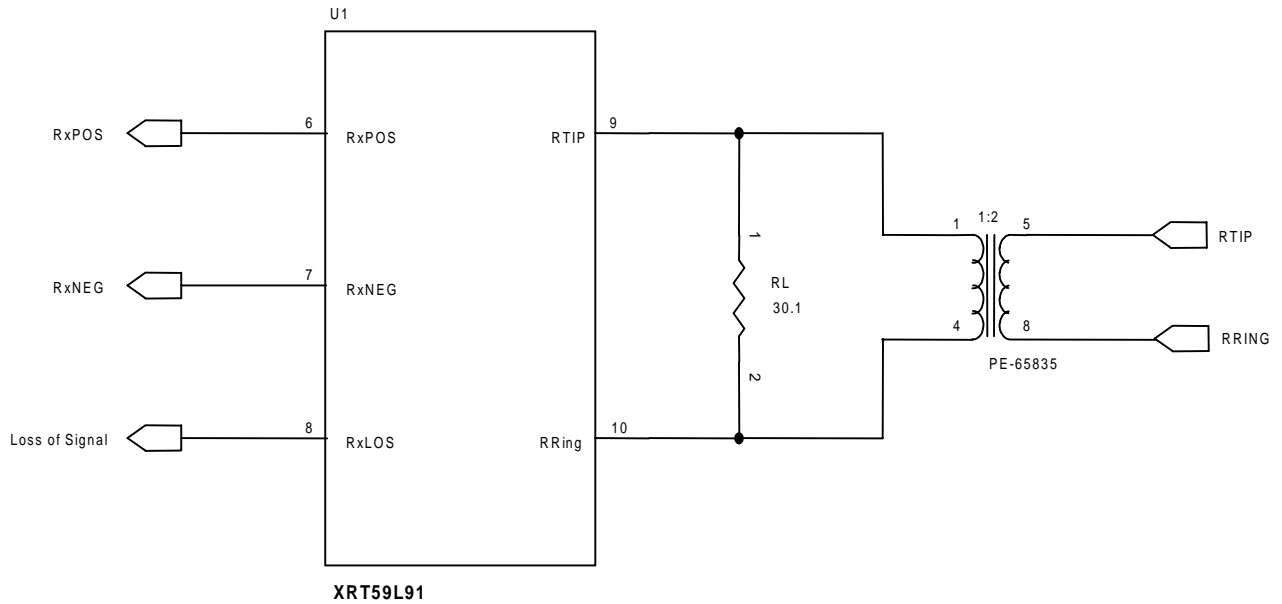 U1
6
9
RxPOS
RxPOS
RTIP
1
1:2
5
1
RTIP
7
RL
RxNEG
RxNEG
30.1
4
8
RRING
PE-65835
2
8
10
Loss of Signal
RxLOS
RRing
XRT59L91